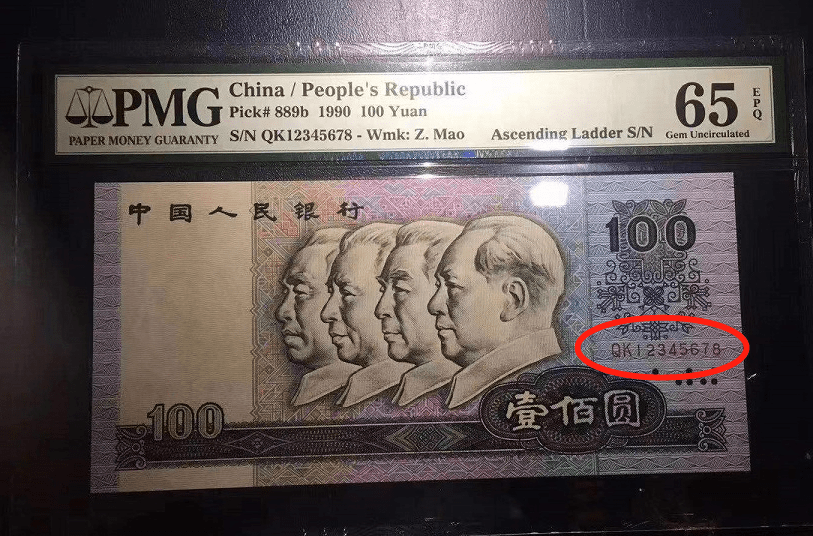 PMG
PAPER MONEY GUARANTY
China / People's Republic
Pick# 889b 1990 100 Yuan
S/N QK12345678 - Wmk: Z. Mao Ascending Ladder S/N
65 EPQ
Gem Uncirculated
中国人民银行
100
QK12345678
100
壹佰圆